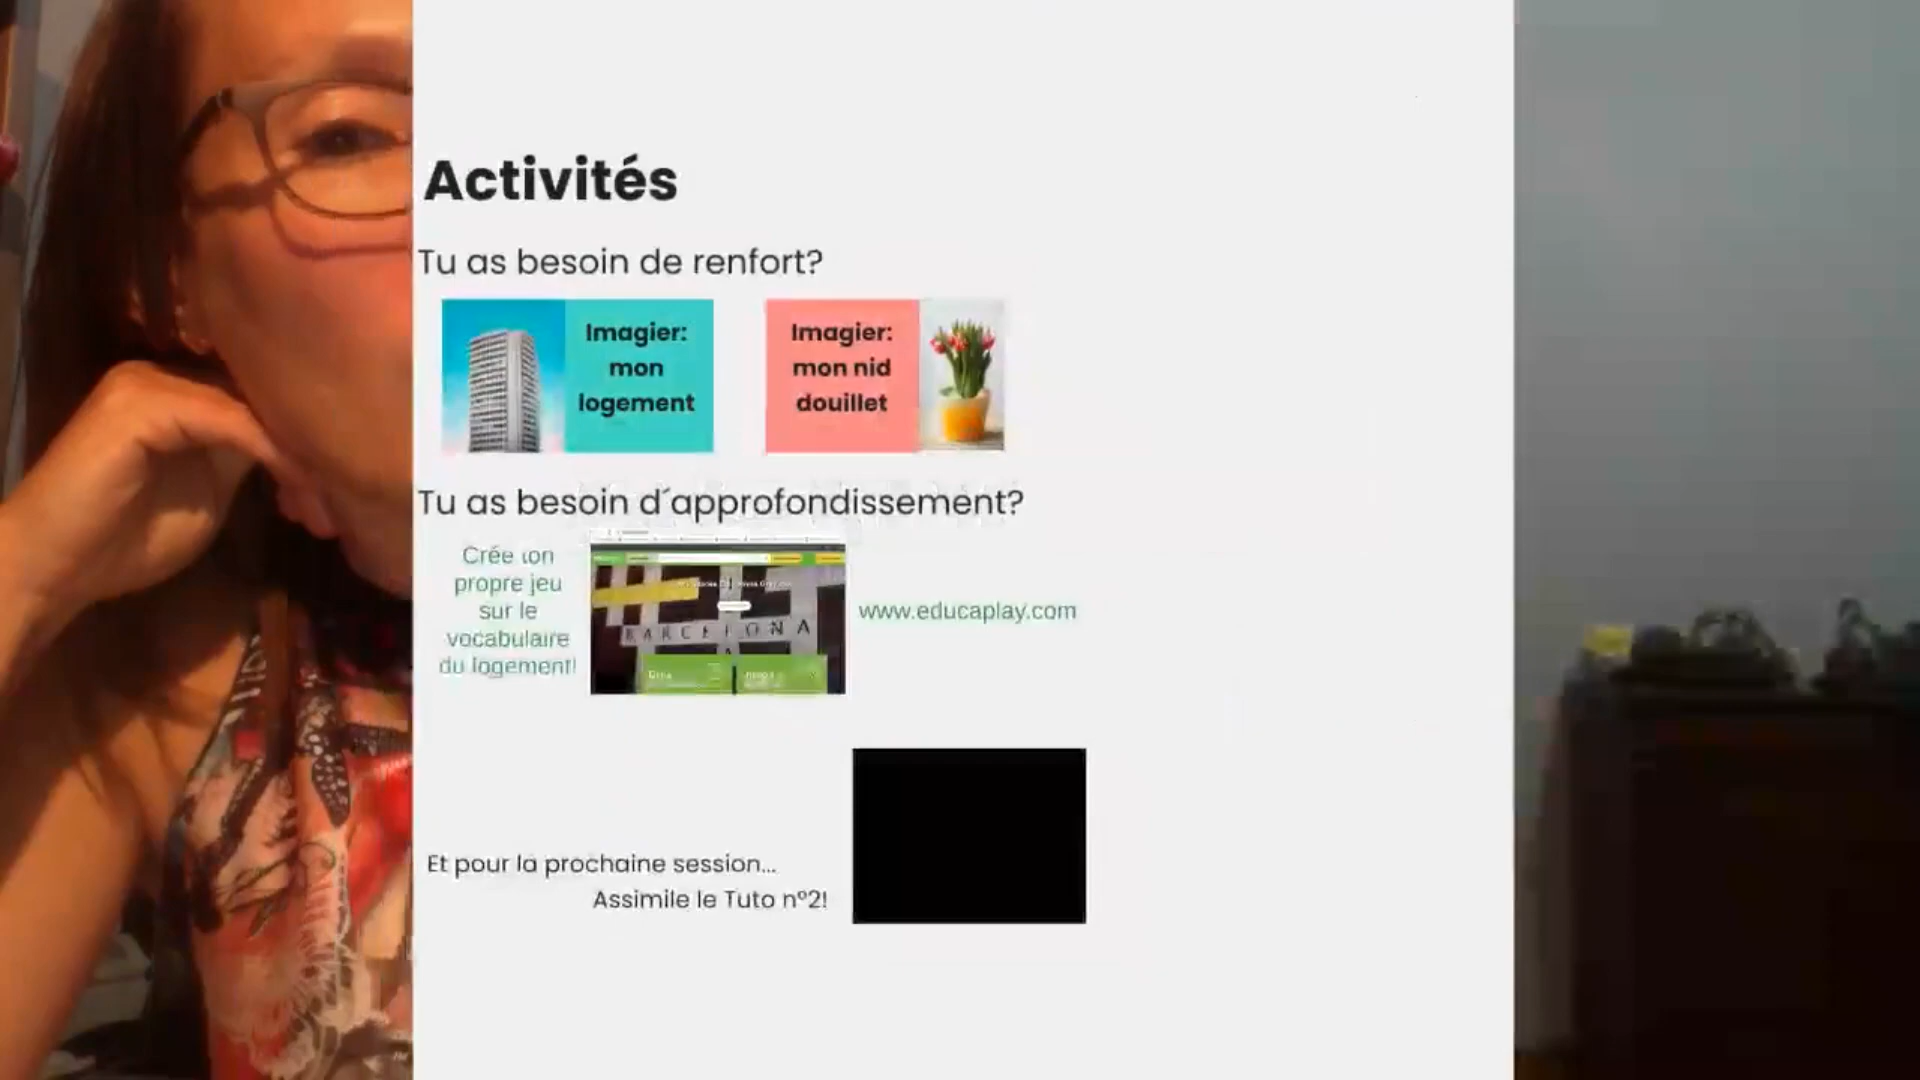 Activités
Tu as besoin de renfort?
Imagier:
mon
logement
Imagier:
mon nid
douillet
Tu as besoin d´approfondissement?
Crée ton
propre jeu
sur le
vocabulaire
du logement!
BARCELONA
www.educaplay.com
Et pour la prochaine session...
Assimile le Tuto nº2!